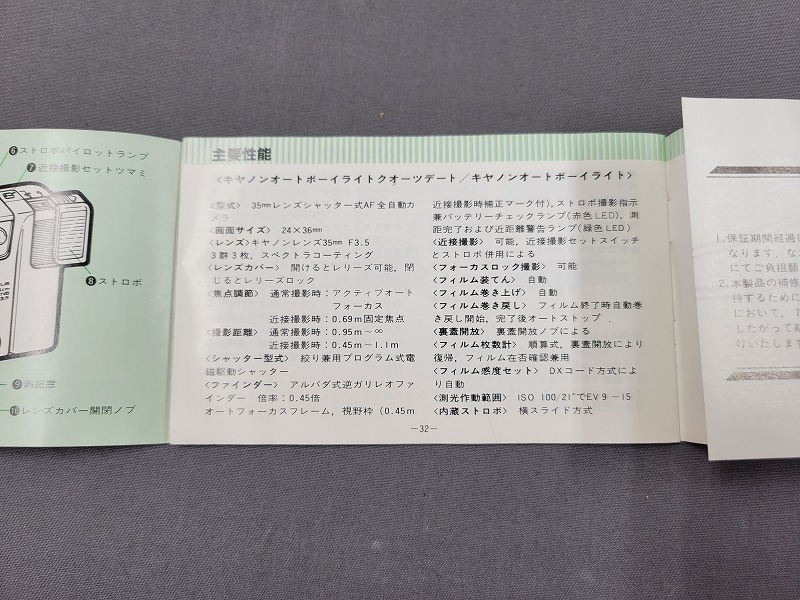 ❻ストロボパイロットランプ
❼近接撮影セットツマミ
❽ストロボ
❾測距窓
❿レンズカバー開閉ノブ
主要性能
〈キヤノンオートボーイライトクオーツデート／キヤノンオートボーイライト〉
〈型式〉 35mmレンズシャッター式AF全自動カ
メラ
〈画面サイズ〉 24×36mm
〈レンズ〉キヤノンレンズ35mm F3.5
3群3枚，スペクトラコーティング
〈レンズカバー〉 開けるとレリーズ可能，閉
じるとレリーズロック
〈焦点調節〉 通常撮影時：アクティブオート
フォーカス
近接撮影時：0.69m固定焦点
〈撮影距離〉 通常撮影時：0.95m～∞
近接撮影時：0.45m～1.1m
〈シャッター型式〉 絞り兼用プログラム式電
磁駆動シャッター
〈ファインダー〉 アルバダ式逆ガリレオファ
インダー 倍率：0.45倍
オートフォーカスフレーム，視野枠（0.45m
近接撮影時補正マーク付），ストロボ撮影指示
兼バッテリーチェックランプ（赤色LED），測
距完了および近距離警告ランプ（緑色LED）
〈近接撮影〉 可能，近接撮影セットスイッチ
とストロボ併用による
〈フォーカスロック撮影〉 可能
〈フィルム装てん〉 自動
〈フィルム巻き上げ〉 自動
〈フィルム巻き戻し〉 フィルム終了時自動巻
き戻し開始，完了後オートストップ．
〈裏蓋開放〉 裏蓋開放ノブによる
〈フィルム枚数計〉 順算式，裏蓋開放により
復帰，フィルム在否確認兼用
〈フィルム感度セット〉 DXコード方式によ
り自動
〈測光作動範囲〉 ISO 100/21°でEV 9－15
〈内蔵ストロボ〉 横スライド方式
－32－
1.保証期間経過
なります．な
にてご負担願
2.本製品の補修
持するために
において，
したがって期
りいたします